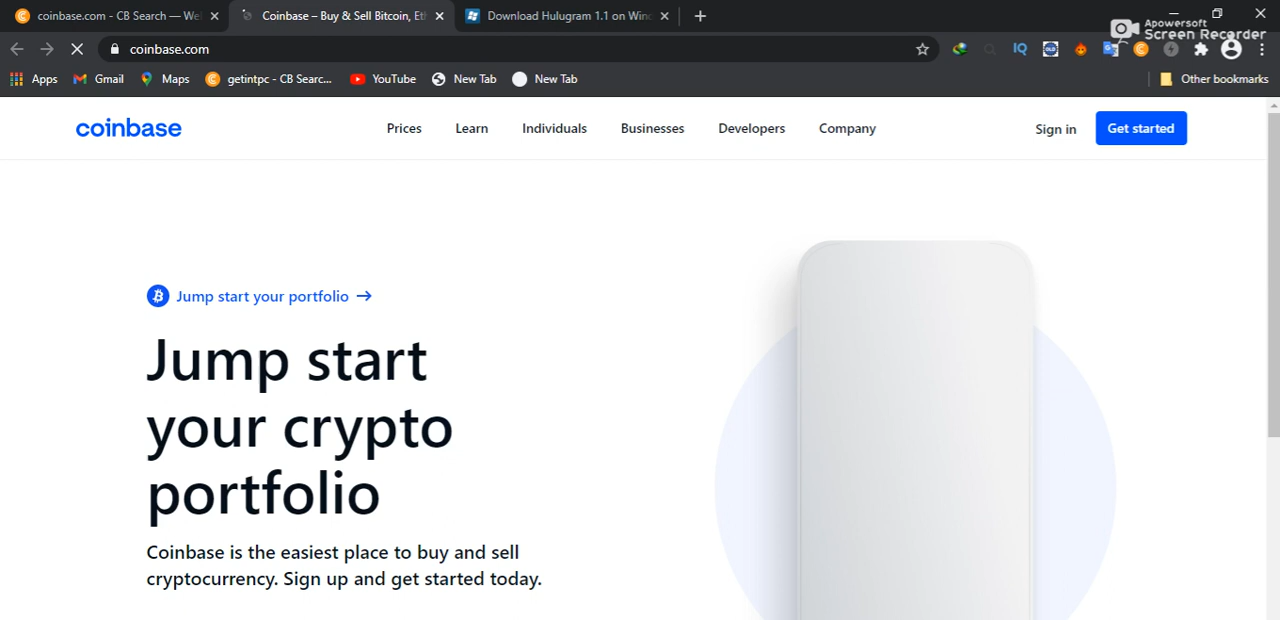 coinbase.com - CB Search — We
Coinbase – Buy & Sell Bitcoin, Et
Download Hulugram 1.1 on Wind
Apowersoft
Screen Recorder
coinbase.com
IQ
OLD
Apps
Gmail
Maps
getintpc - CB Searc...
YouTube
New Tab
New Tab
Other bookmarks
coinbase
Prices
Learn
Individuals
Businesses
Developers
Company
Sign in
Get started
Jump start your portfolio →
Jump start
your crypto
portfolio
Coinbase is the easiest place to buy and sell
cryptocurrency. Sign up and get started today.